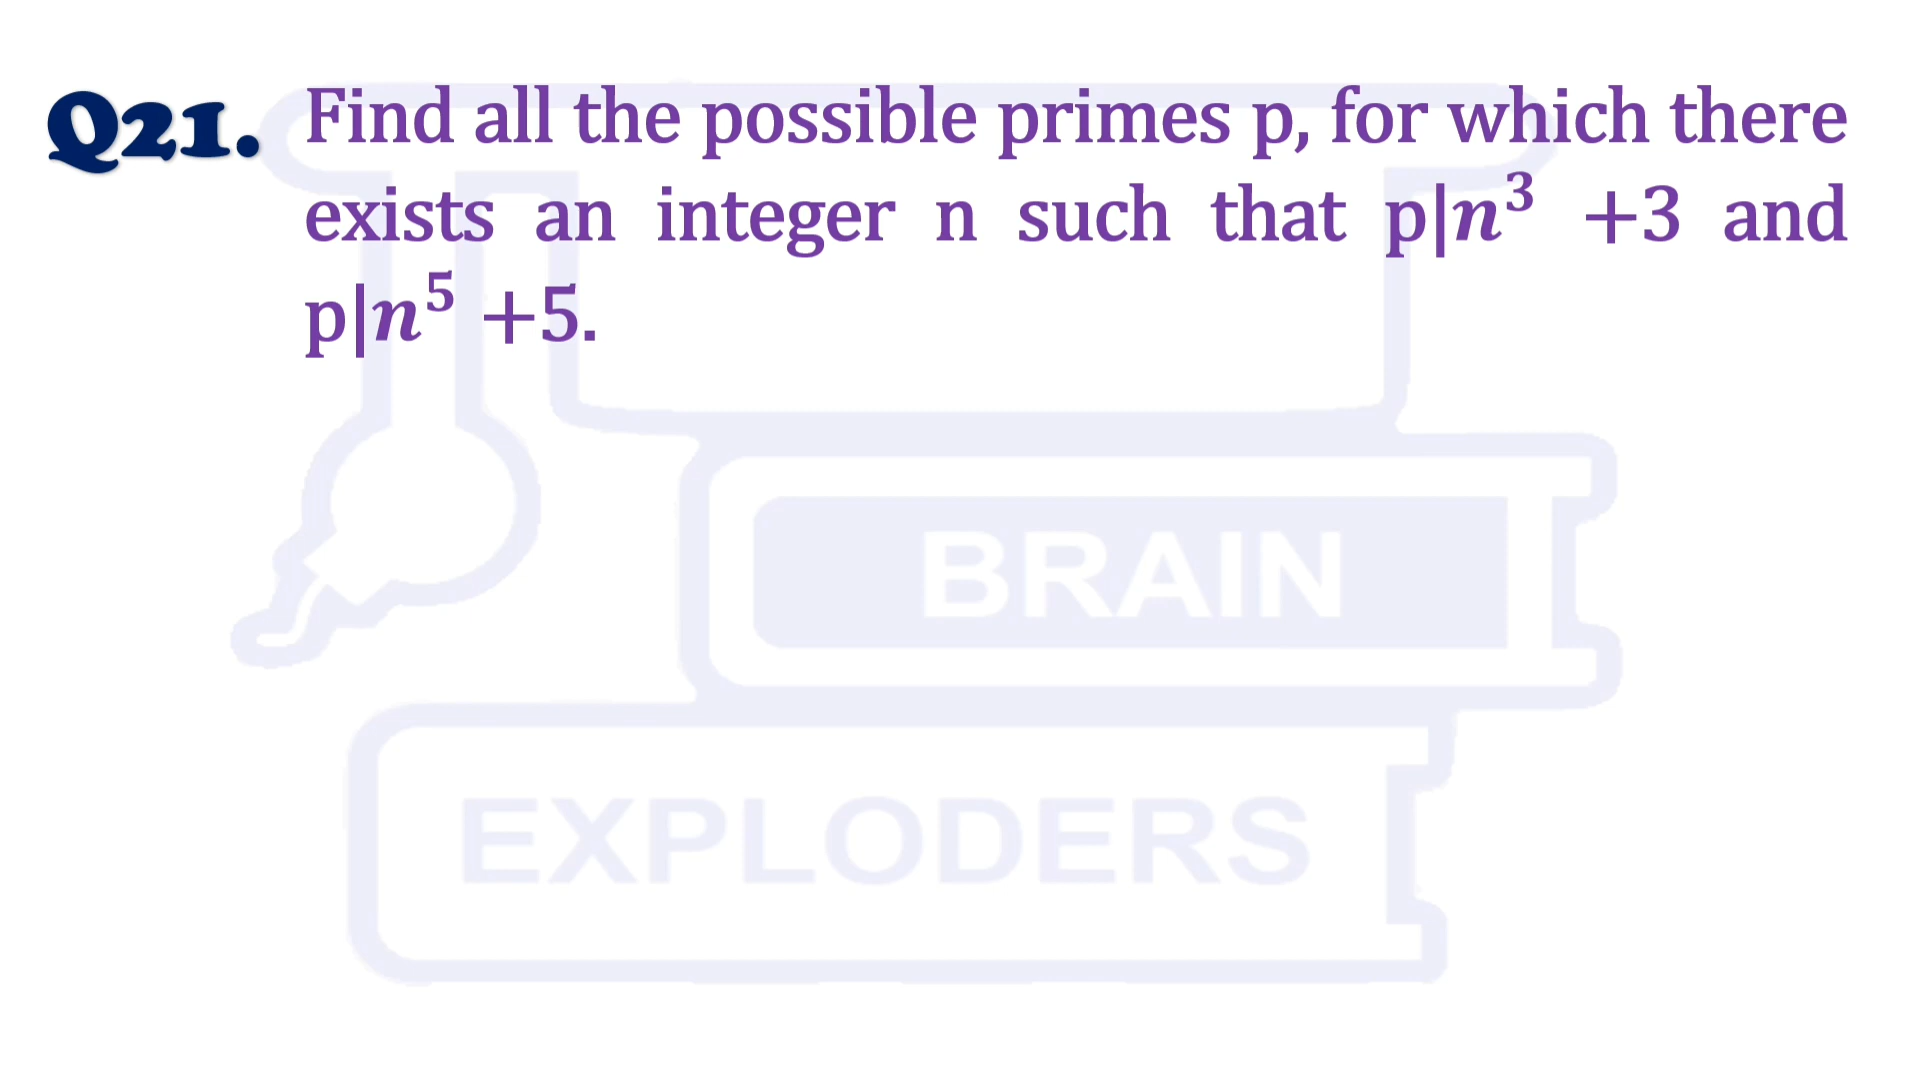 Q21. Find all the possible primes p, for which there
exists an integer n such that p|n³ +3 and
p|n⁵ +5.
BRAIN
EXPLODERS